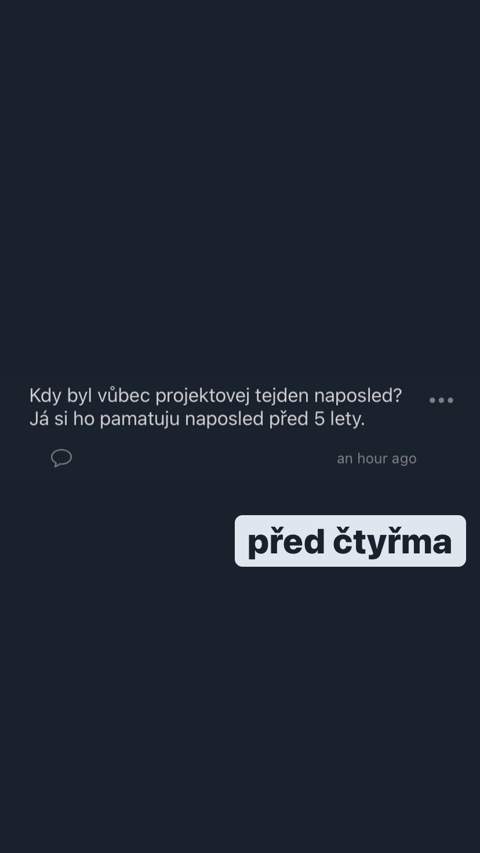 Kdy byl vůbec projektovej tejden naposled?
Já si ho pamatuju naposled před 5 lety.
an hour ago
před čtyřma